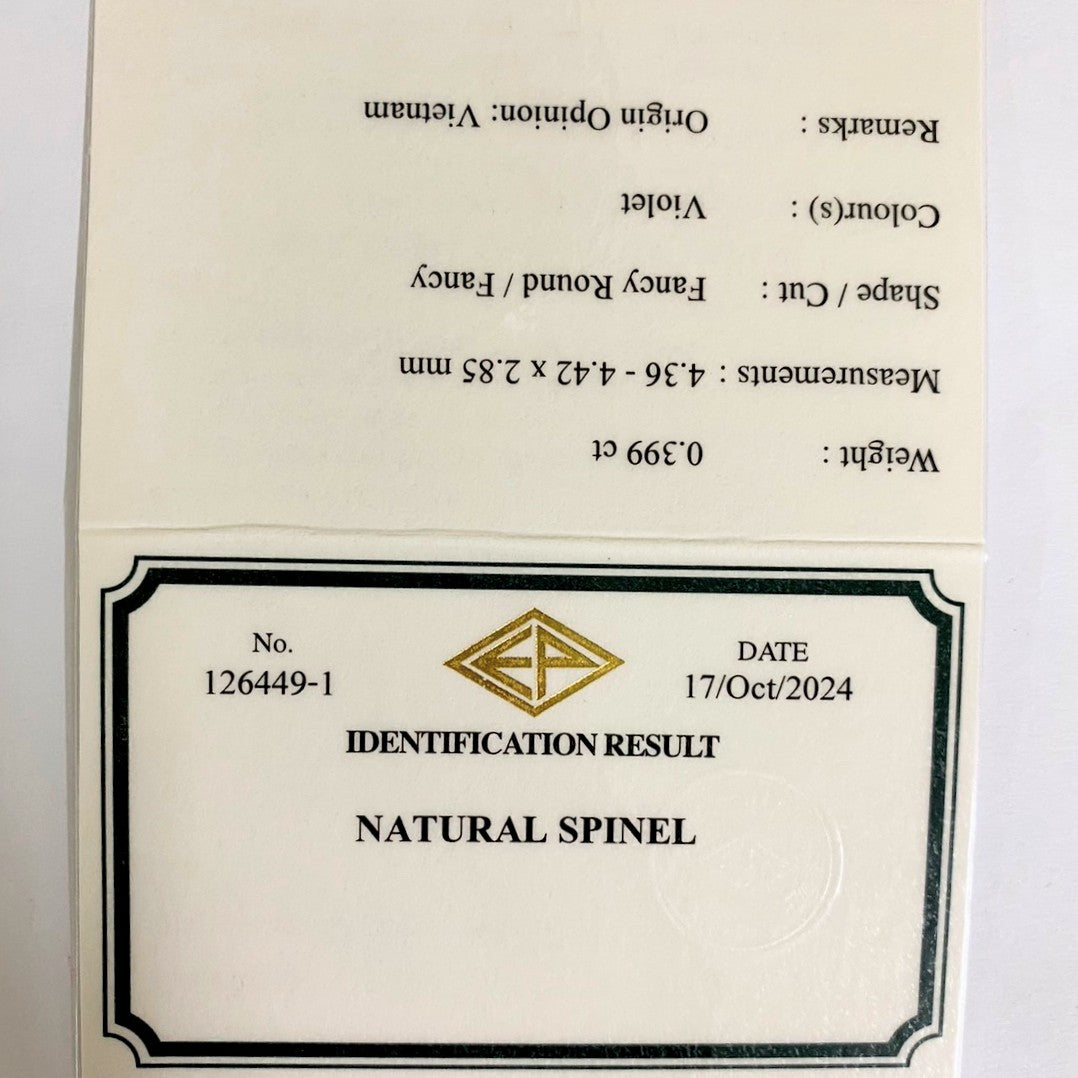 Weight : 0.399 ct
Measurements : 4.36 - 4.42 x 2.85 mm
Shape / Cut : Fancy Round / Fancy
Colour(s) : Violet
Remarks : Origin Opinion: Vietnam
No.
126449-1
EP
DATE
17/Oct/2024
IDENTIFICATION RESULT
NATURAL SPINEL